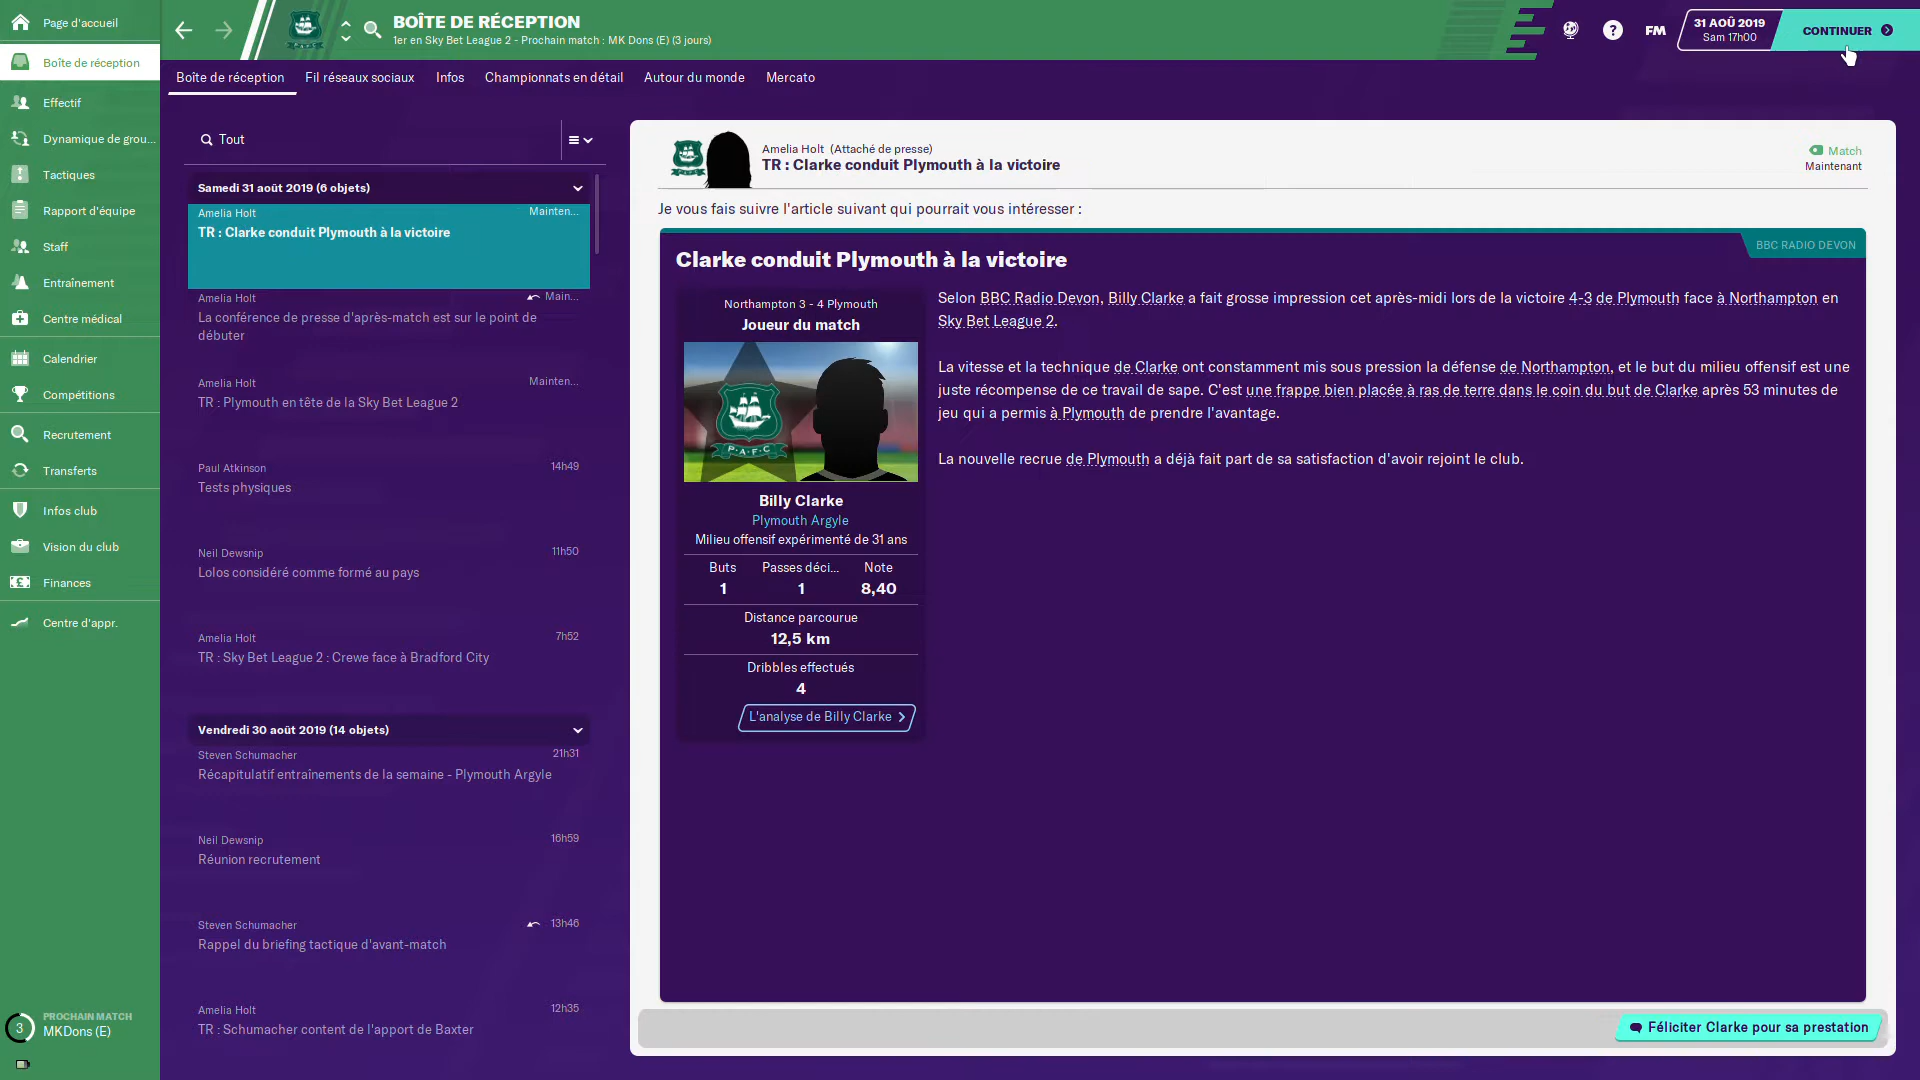 Page d'accueil
Boîte de réception
Effectif
Dynamique de grou...
Tactiques
Rapport d'équipe
Staff
Entraînement
Centre médical
Calendrier
Compétitions
Recrutement
Transferts
Infos club
Vision du club
Finances
Centre d'appr.
3
PROCHAIN MATCH
MKDons (E)
BOÎTE DE RÉCEPTION
1er en Sky Bet League 2 - Prochain match : MK Dons (E) (3 jours)
?
FM
31 AOÛ 2019
Sam 17h00
CONTINUER
Boîte de réception
Fil réseaux sociaux
Infos
Championnats en détail
Autour du monde
Mercato
Tout
Samedi 31 août 2019 (6 objets)
Amelia Holt
Mainten...
TR : Clarke conduit Plymouth à la victoire
Amelia Holt
Main...
La conférence de presse d'après-match est sur le point de
débuter
Amelia Holt
Mainten...
TR : Plymouth en tête de la Sky Bet League 2
Paul Atkinson
14h49
Tests physiques
Neil Dewsnip
11h50
Lolos considéré comme formé au pays
Amelia Holt
7h52
TR : Sky Bet League 2 : Crewe face à Bradford City
Vendredi 30 août 2019 (14 objets)
Steven Schumacher
21h31
Récapitulatif entraînements de la semaine - Plymouth Argyle
Neil Dewsnip
16h59
Réunion recrutement
Steven Schumacher
13h46
Rappel du briefing tactique d'avant-match
Amelia Holt
12h35
TR : Schumacher content de l'apport de Baxter
Amelia Holt (Attaché de presse)
TR : Clarke conduit Plymouth à la victoire
Match
Maintenant
Je vous fais suivre l'article suivant qui pourrait vous intéresser :
BBC RADIO DEVON
Clarke conduit Plymouth à la victoire
Northampton 3 - 4 Plymouth
Joueur du match
P.A.F.C
Billy Clarke
Plymouth Argyle
Milieu offensif expérimenté de 31 ans
Buts
Passes déci...
Note
1
1
8,40
Distance parcourue
12,5 km
Dribbles effectués
4
L'analyse de Billy Clarke
Selon BBC Radio Devon, Billy Clarke a fait grosse impression cet après-midi lors de la victoire 4-3 de Plymouth face à Northampton en
Sky Bet League 2.
La vitesse et la technique de Clarke ont constamment mis sous pression la défense de Northampton, et le but du milieu offensif est une
juste récompense de ce travail de sape. C'est une frappe bien placée à ras de terre dans le coin du but de Clarke après 53 minutes de
jeu qui a permis à Plymouth de prendre l'avantage.
La nouvelle recrue de Plymouth a déjà fait part de sa satisfaction d'avoir rejoint le club.
Féliciter Clarke pour sa prestation